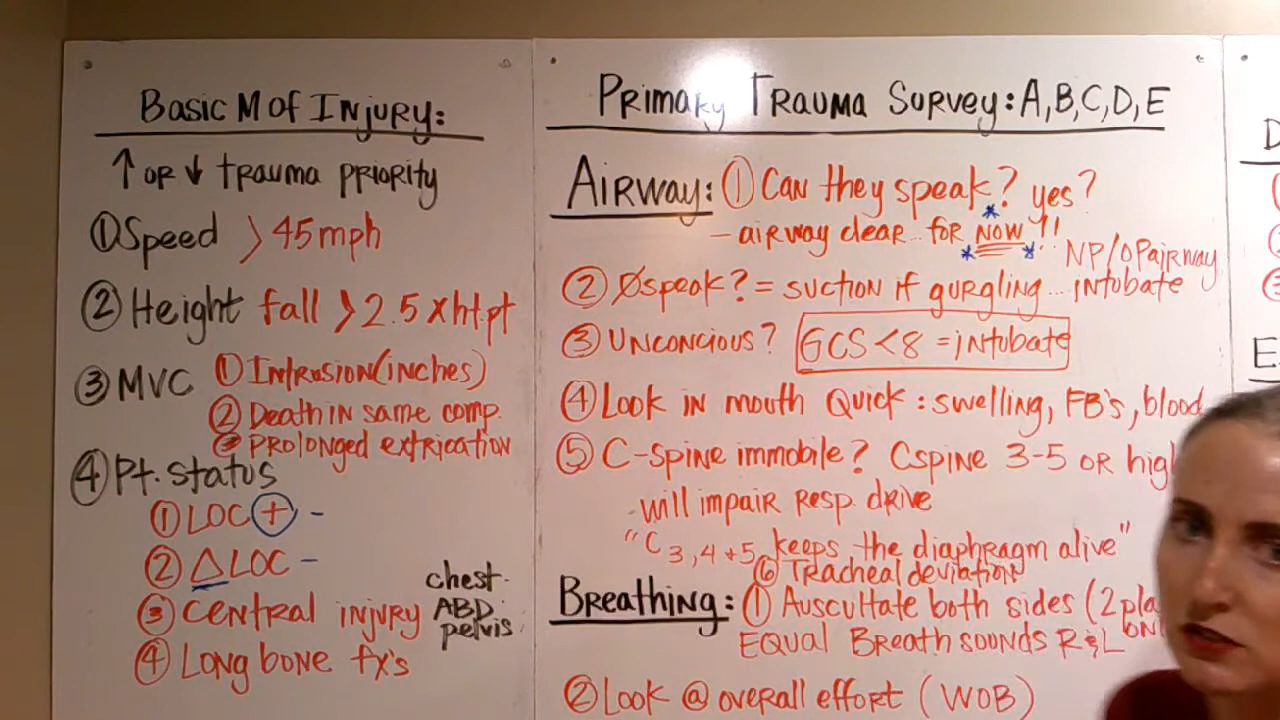 Basic M of Injury:
↑ or ↓ trauma priority
① Speed > 45mph
② Height fall > 2.5 x ht.pt
③ MVC ① Intrusion (inches)
② Death in same comp.
③ Prolonged extrication
④ Pt. status
① LOC + -
② △ LOC -
③ Central injury chest
ABD
pelvis
④ Long bone fx's
Primary Trauma Survey: A, B, C, D, E
Airway: ① Can they speak? yes?
- airway clear.. for *NOW*!!
NP/OP airway
② Øspeak? = suction if gurgling... intubate
③ Unconcious? GCS < 8 = intubate
④ Look in mouth Quick: swelling, FB's, blood
⑤ C-Spine immobile? Cspine 3-5 or hig
will impair Resp. drive
"C 3, 4 + 5 keeps the diaphragm alive"
⑥ Tracheal deviation
Breathing: ① Auscultate both sides (2 pla
ONL
Equal Breath sounds R & L
② Look @ overall effort (WOB)
D
E